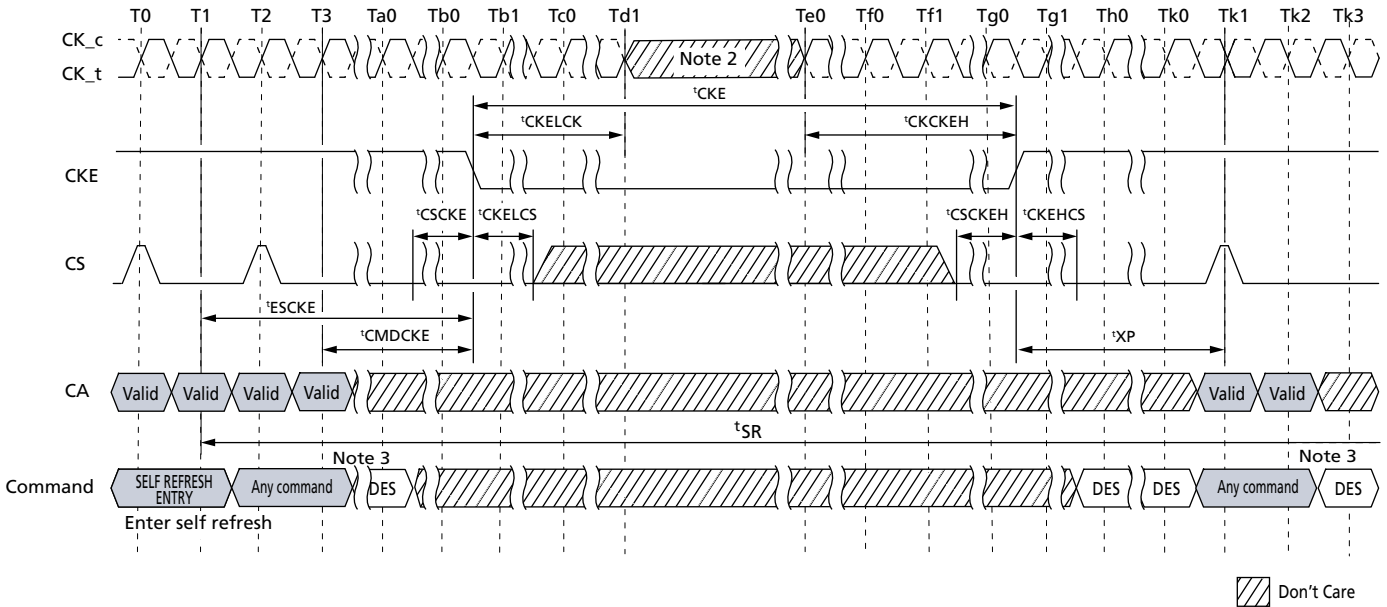 T0 T1 T2 T3 Ta0 Tb0 Tb1 Tc0 Td1 Te0 Tf0 Tf1 Tg0 Tg1 Th0 Tk0 Tk1 Tk2 Tk3
CK_c
CK_t
Note 2
tCKE
tCKELCK tCKCKEH
CKE
tCSCKE tCKELCS tCSCKEH tCKEHCS
CS
tESCKE
tCMDCKE tXP
CA Valid Valid Valid Valid Valid Valid
tSR
Note 3 Note 3
Command SELF REFRESH ENTRY Any command DES DES DES Any command DES
Enter self refresh
Don't Care